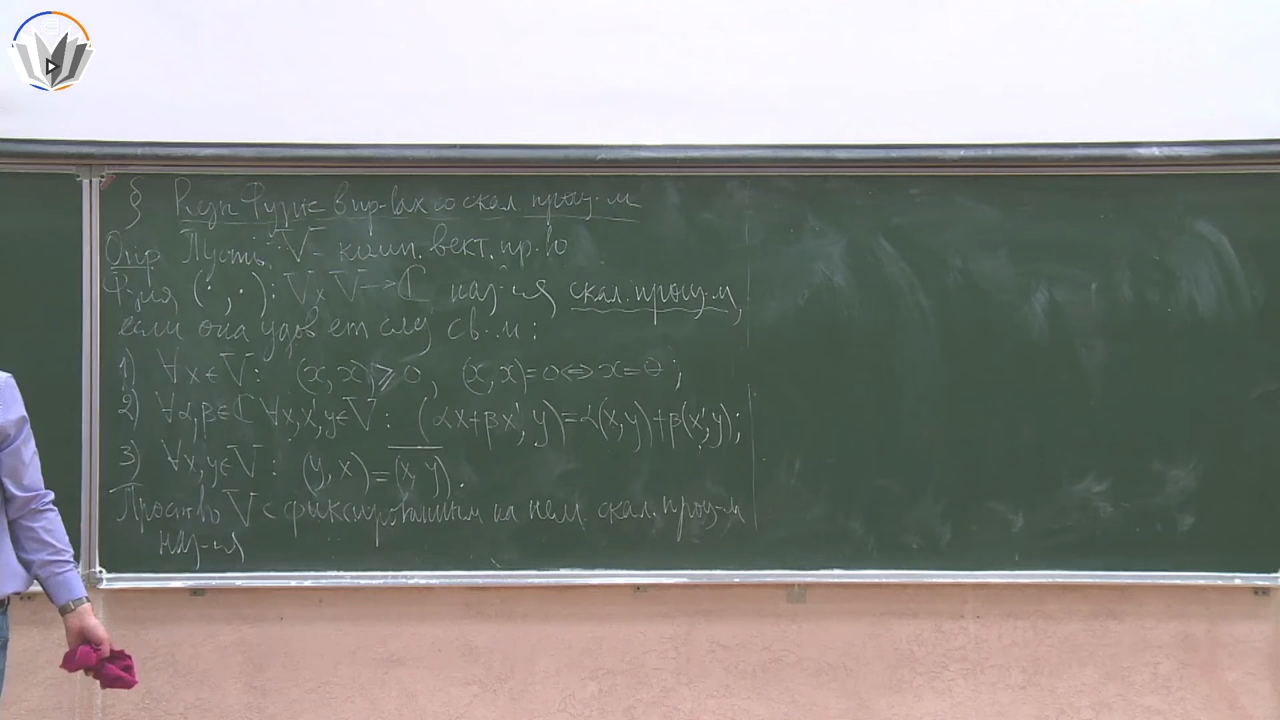 § Ряды Фурье в пр-вах со скал. произв-м
Опр Пусть V - комп. вект. пр-во
Ф-ция (·,·): V×V→ℂ наз-ся скал. произв-м,
если она удов ет след св-м:
1) ∀x∈V: (x,x)⩾0, (x,x)=0⇔x=θ;
2) ∀α,β∈ℂ ∀x,x',y∈V: (αx+βx',y)=α(x,y)+β(x',y);
3) ∀x,y∈V: (y,x)=\overline{(x,y)}.
Простр-во V с фиксированным на нем скал. произв-м
наз-ся